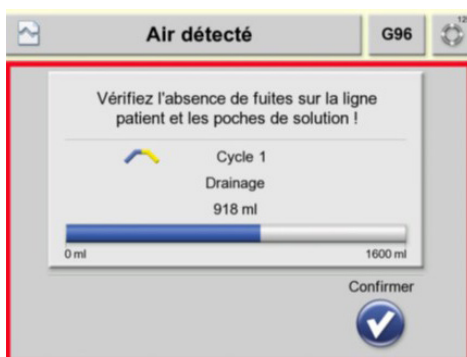 Air détecté
G96
Vérifiez l'absence de fuites sur la ligne
patient et les poches de solution !
Cycle 1
Drainage
918 ml
0 ml
1600 ml
Confirmer